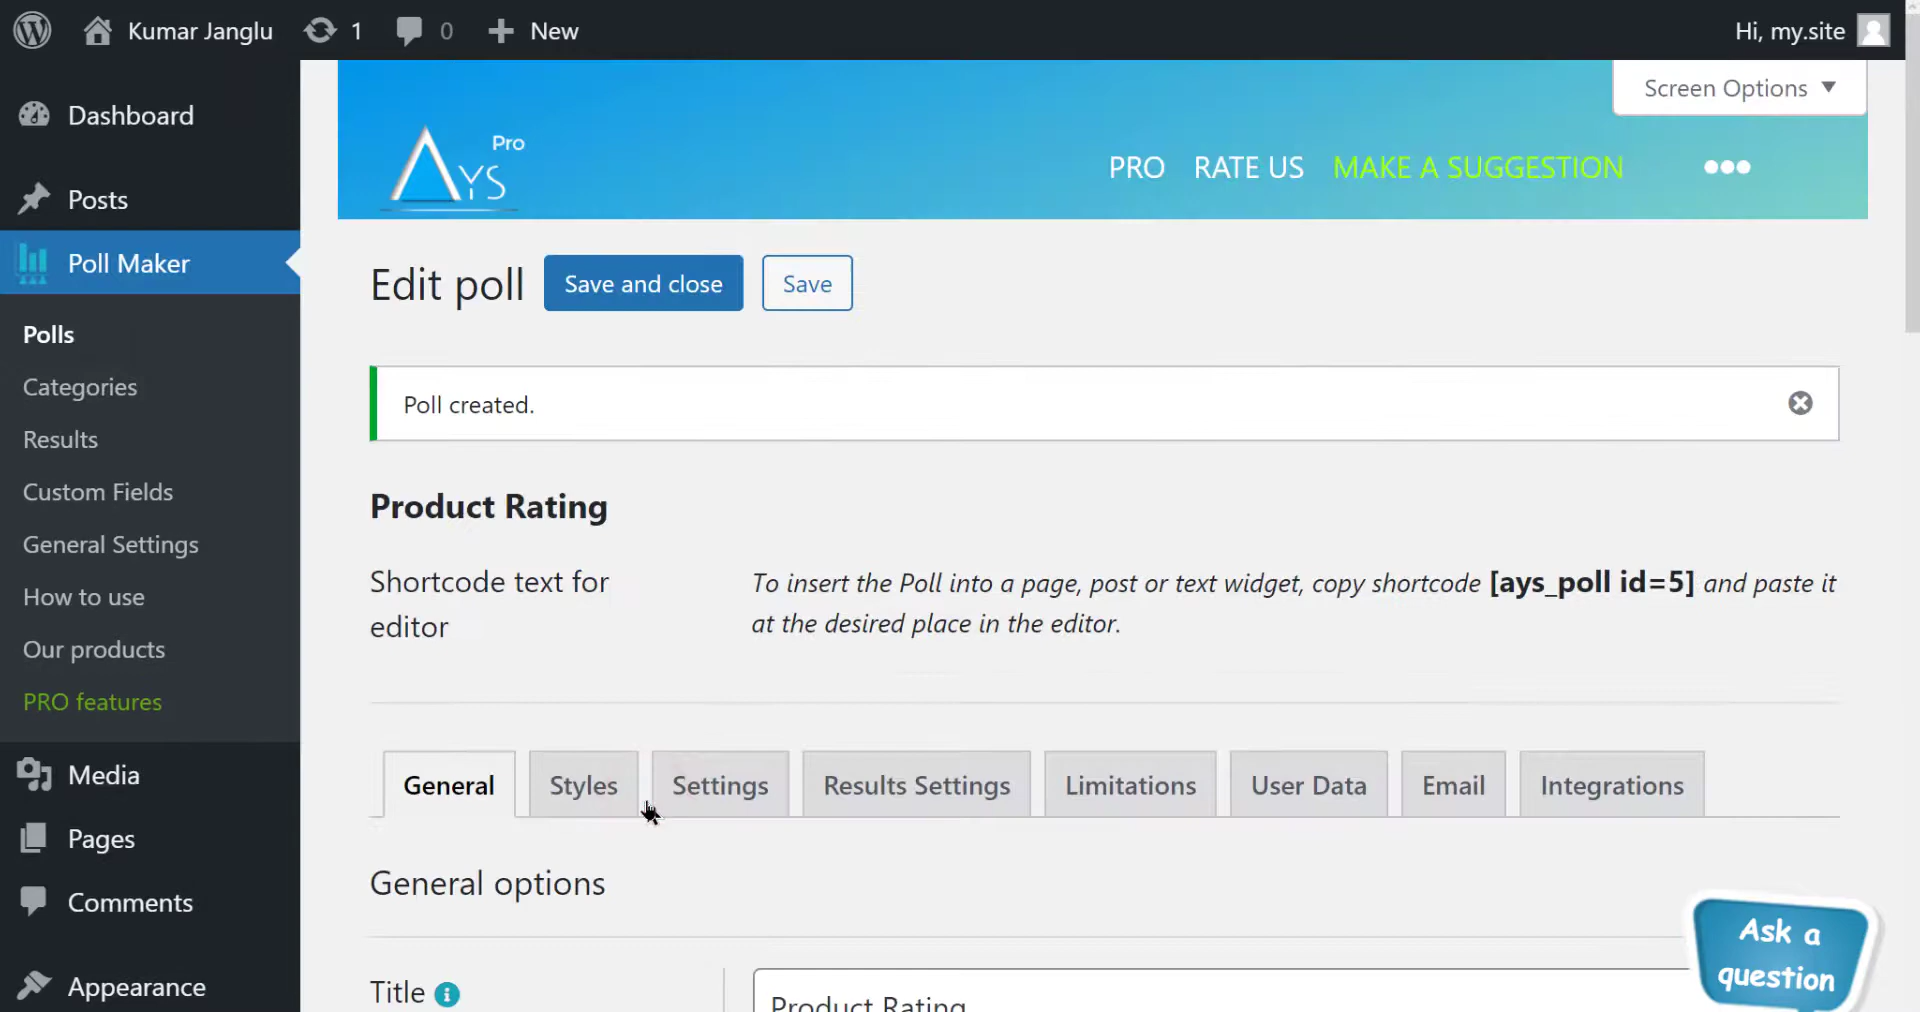 Kumar Janglu 1 0 New Hi, my.site
Screen Options
Dashboard
Posts
Poll Maker
Polls
Categories
Results
Custom Fields
General Settings
How to use
Our products
PRO features
Media
Pages
Comments
Appearance
AYS Pro
PRO RATE US MAKE A SUGGESTION
Edit poll Save and close Save
Poll created.
Product Rating
Shortcode text for
editor
To insert the Poll into a page, post or text widget, copy shortcode [ays_poll id=5] and paste it
at the desired place in the editor.
General Styles Settings Results Settings Limitations User Data Email Integrations
General options
Title
Product Rating
Ask a
question